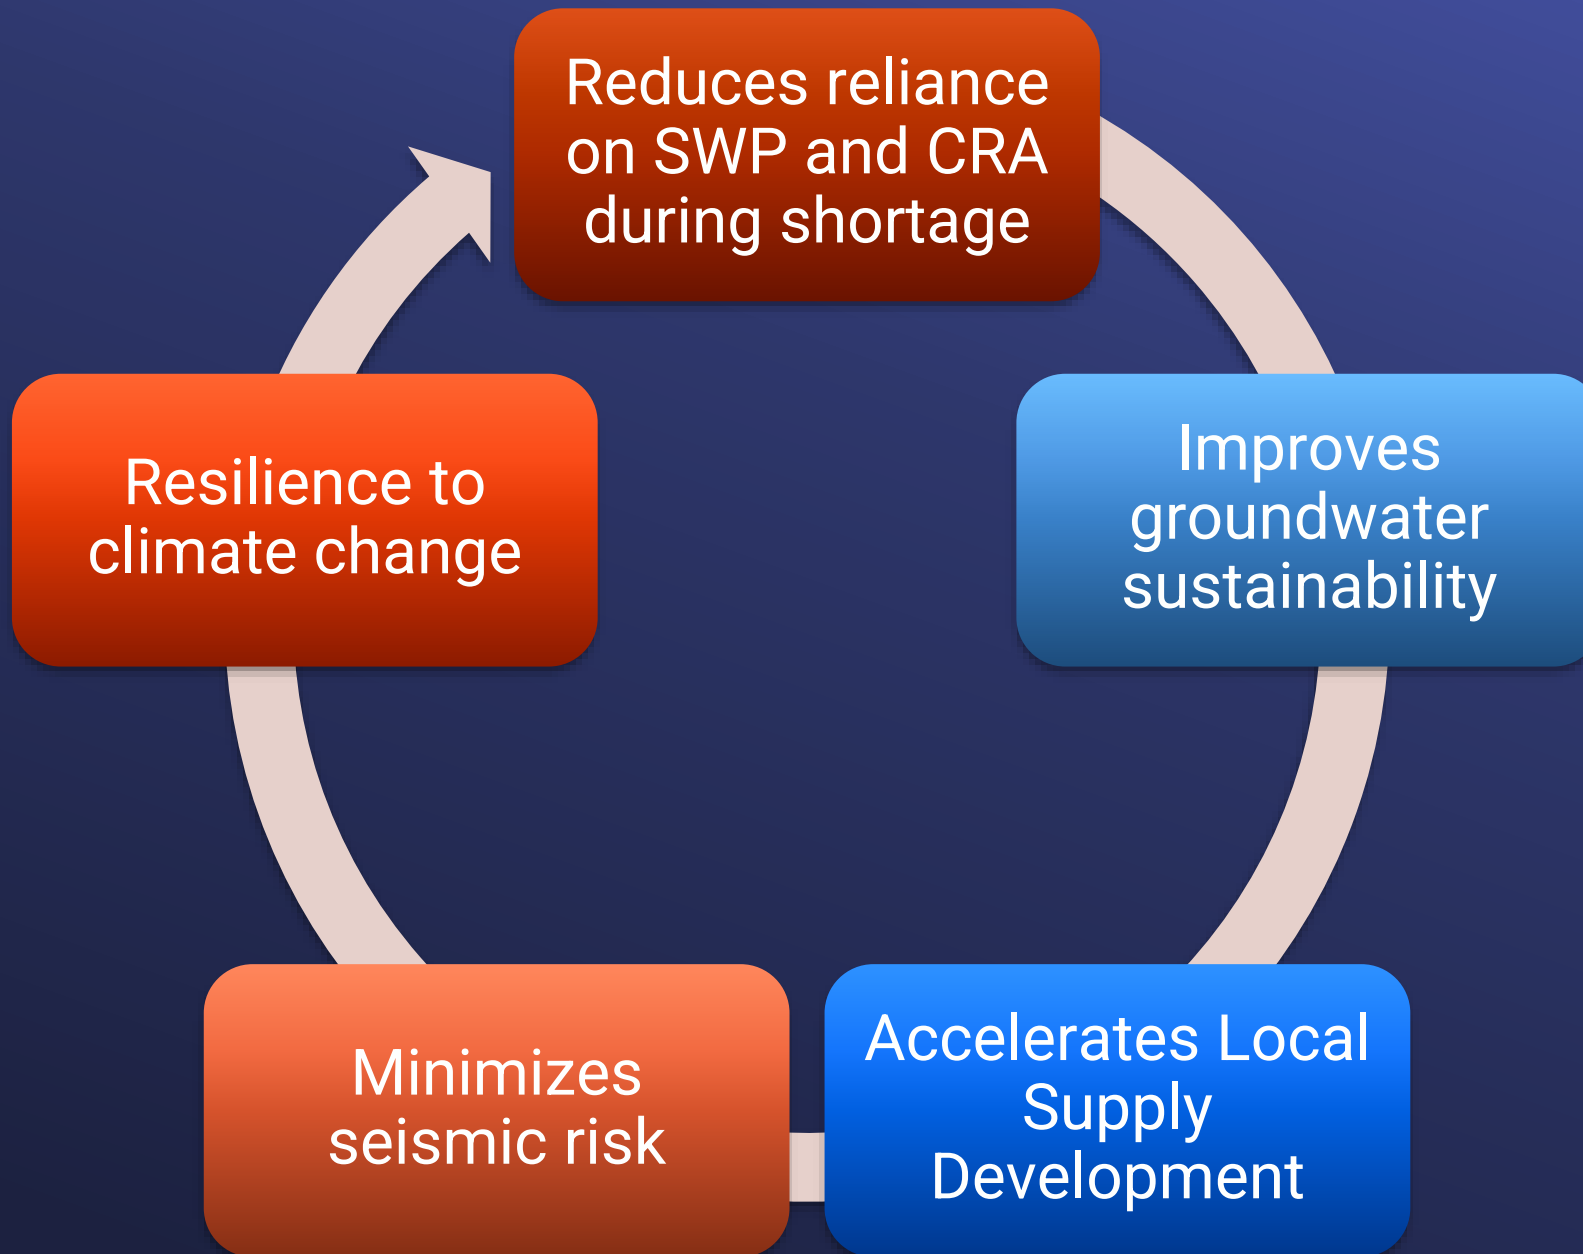 Reduces reliance
on SWP and CRA
during shortage
Improves
groundwater
sustainability
Accelerates Local
Supply
Development
Minimizes
seismic risk
Resilience to
climate change